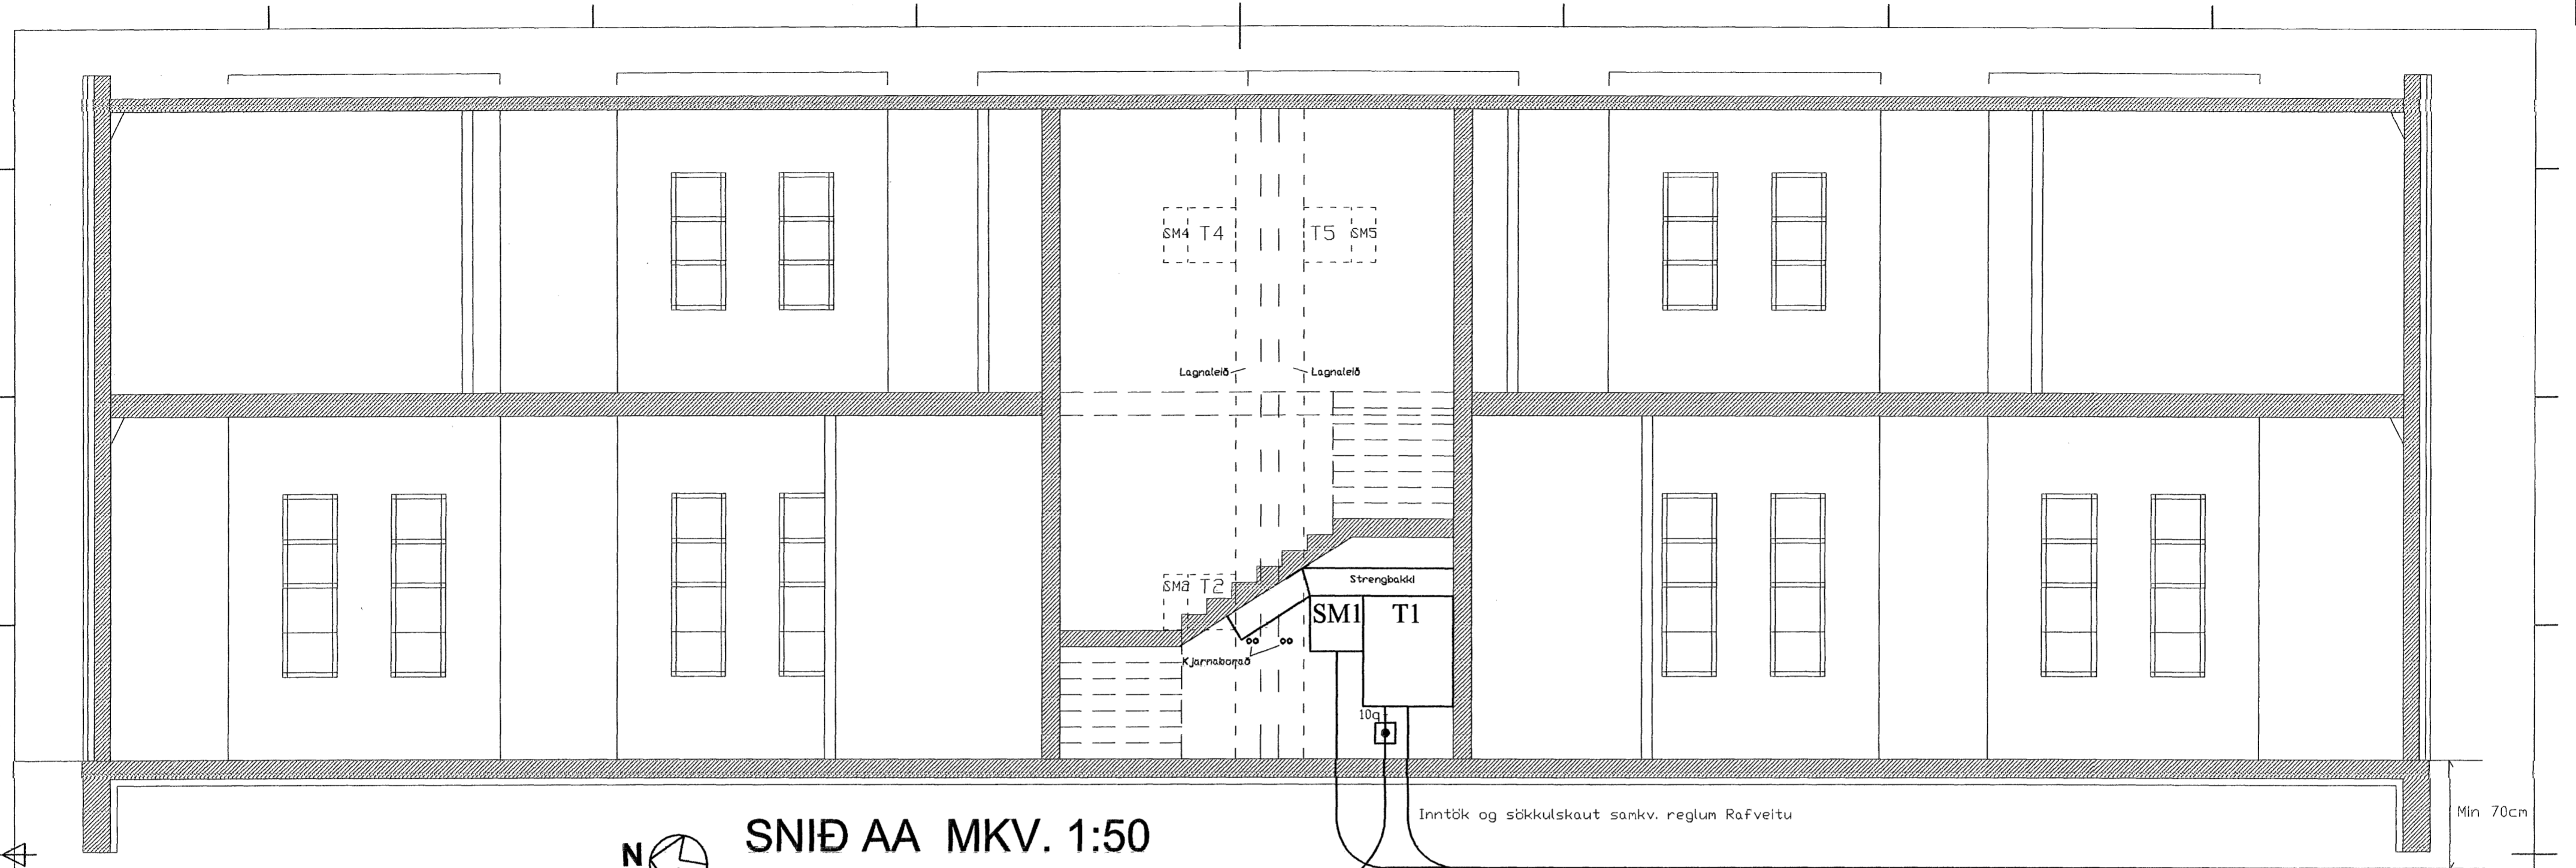 SM4 T4 T5 SM5
Lagnaleið Lagnaleið
T2
Strengbakki
SM1 T1
Kjarnaborað
10q
Inntök og sökkulskaut samkv. reglum Rafveitu
Min 70cm
SNIÐ AA MKV. 1:50
N